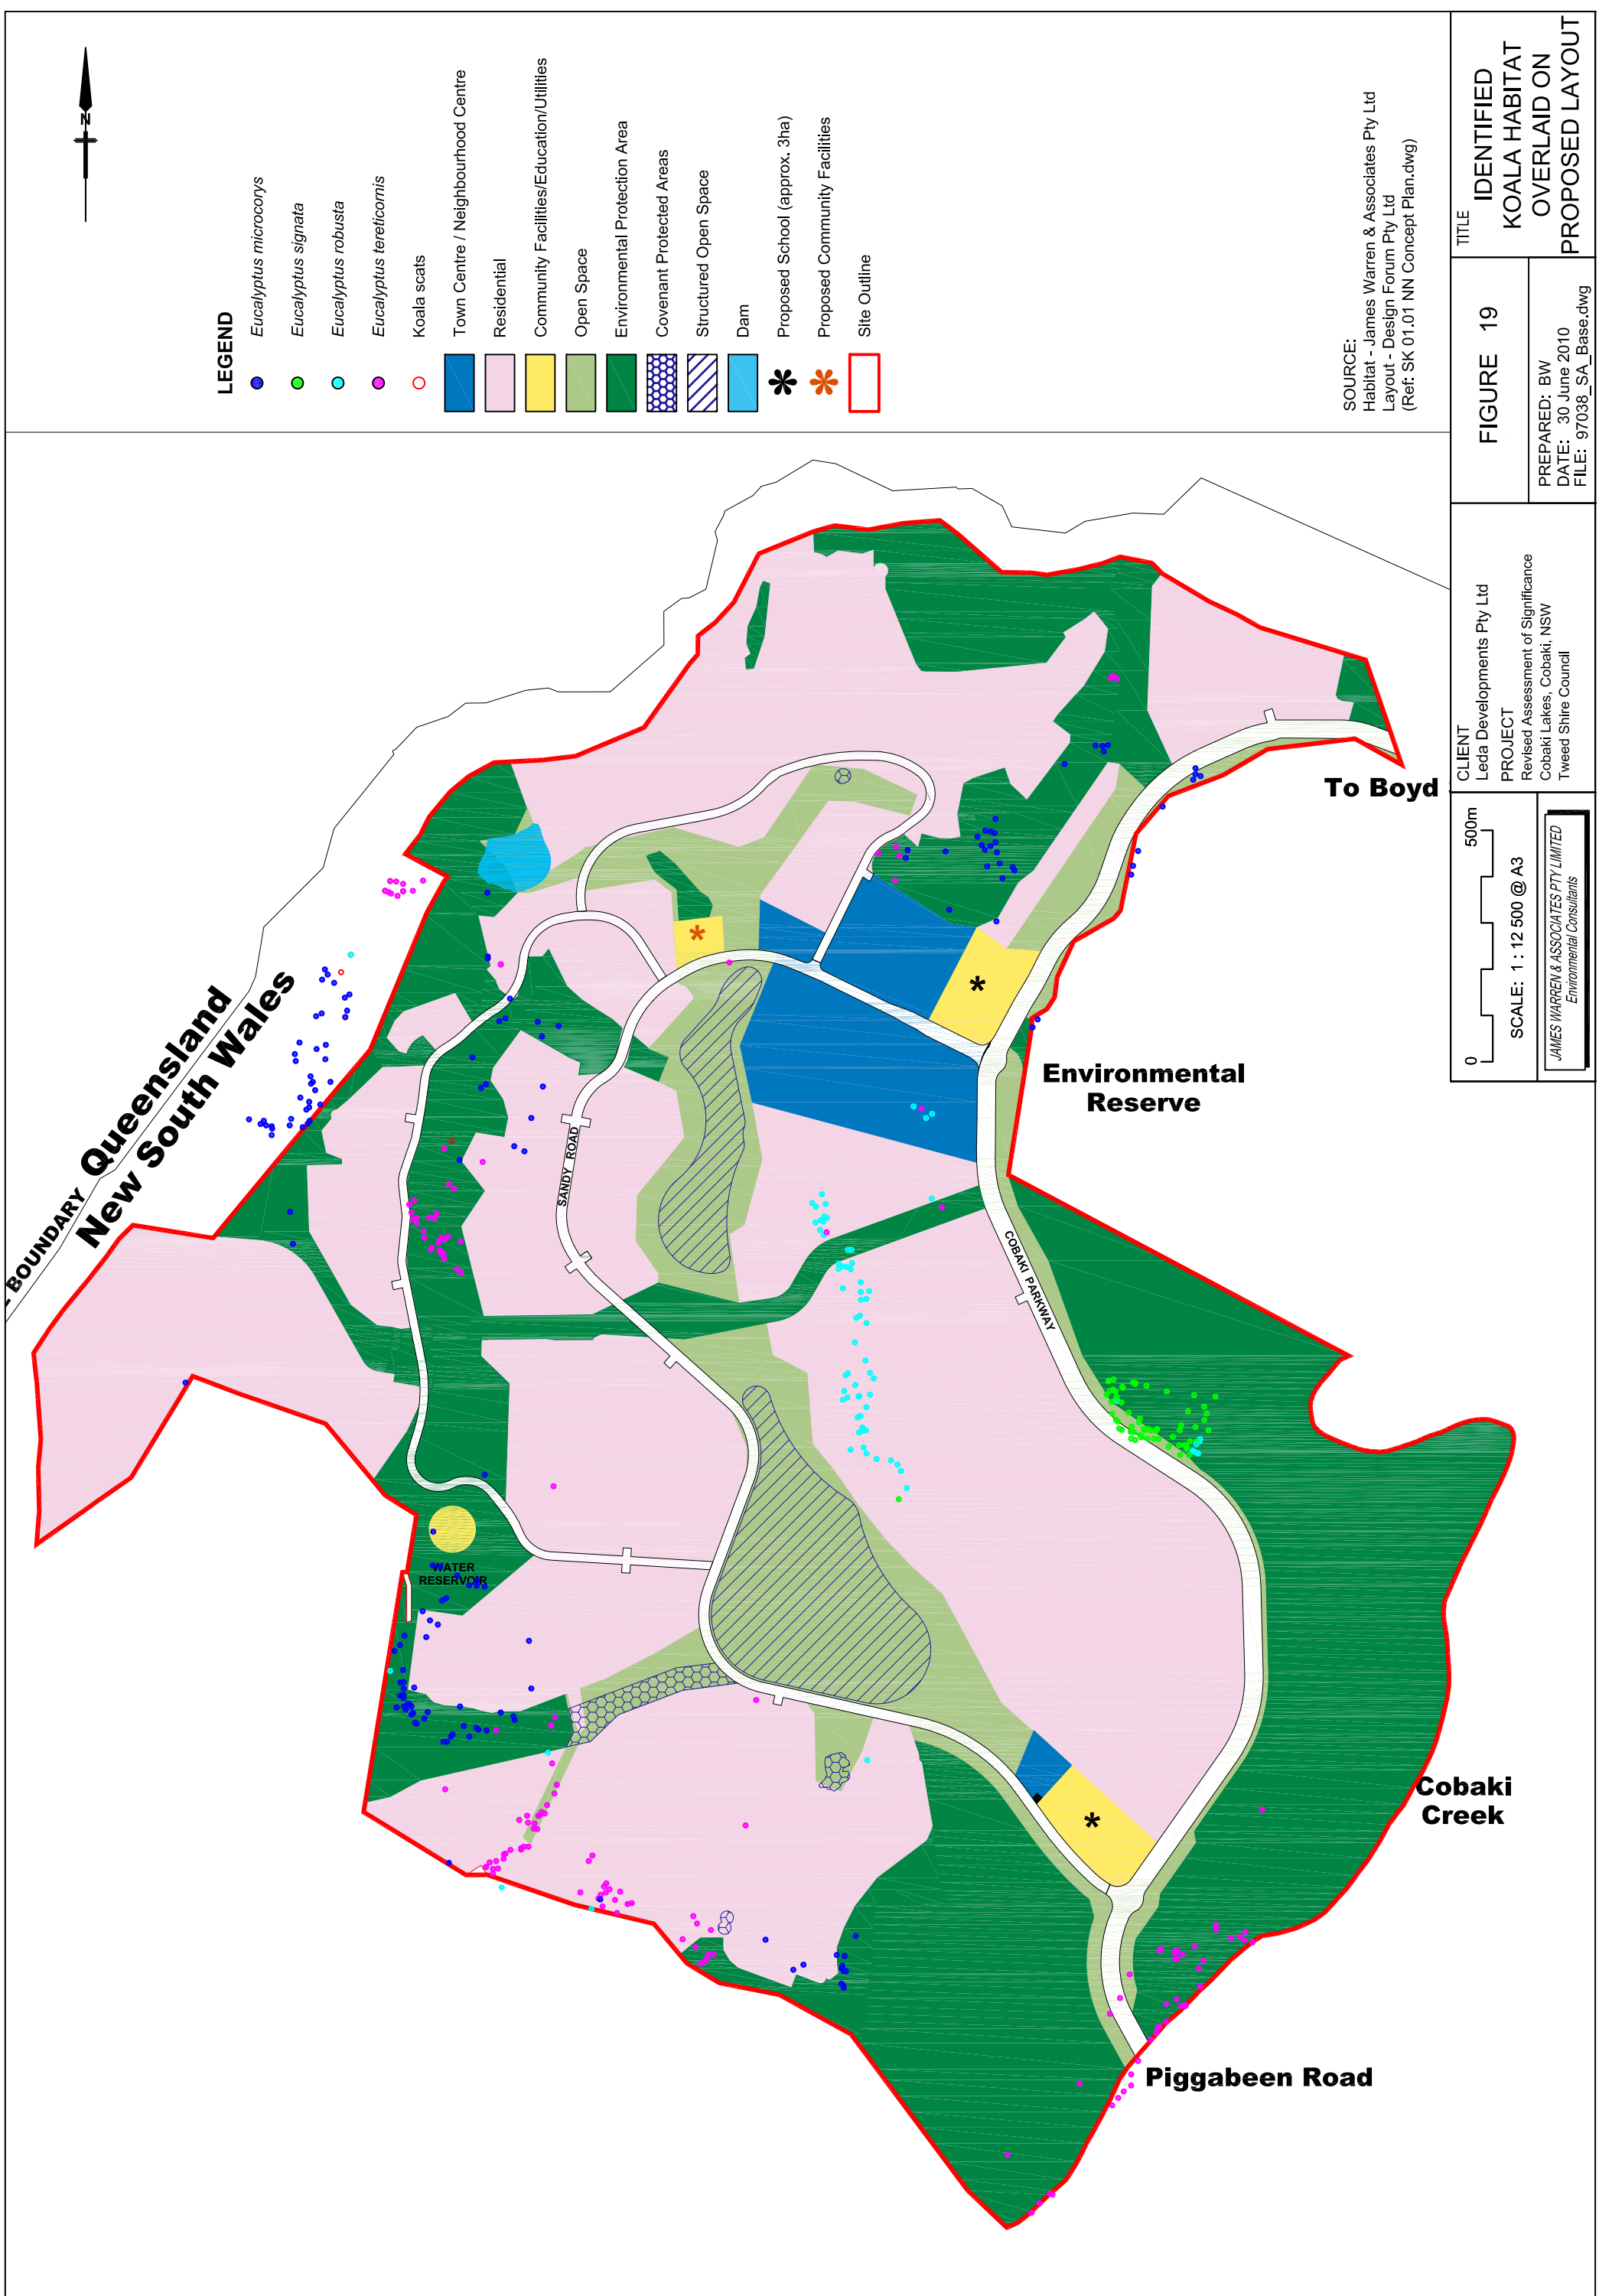 N
LEGEND
Eucalyptus microcorys
Eucalyptus signata
Eucalyptus robusta
Eucalyptus tereticornis
Koala scats
Town Centre / Neighbourhood Centre
Residential
Community Facilities/Education/Utilities
Open Space
Environmental Protection Area
Covenant Protected Areas
Structured Open Space
Dam
Proposed School (approx. 3ha)
Proposed Community Facilities
Site Outline
SOURCE:
Habitat - James Warren & Associates Pty Ltd
Layout - Design Forum Pty Ltd
(Ref: SK 01.01 NN Concept Plan.dwg)
BOUNDARY
Queensland
New South Wales
SANDY ROAD
COBAKI PARKWAY
WATER
RESERVOIR
To Boyd
Environmental
Reserve
Cobaki
Creek
Piggabeen Road
TITLE
IDENTIFIED
KOALA HABITAT
OVERLAID ON
PROPOSED LAYOUT
FIGURE 19
PREPARED: BW
DATE: 30 June 2010
FILE: 97038_SA_Base.dwg
CLIENT
Leda Developments Pty Ltd
PROJECT
Revised Assessment of Significance
Cobaki Lakes, Cobaki, NSW
Tweed Shire Council
0 500m
SCALE: 1 : 12 500 @ A3
JAMES WARREN & ASSOCIATES PTY LIMITED
Environmental Consultants